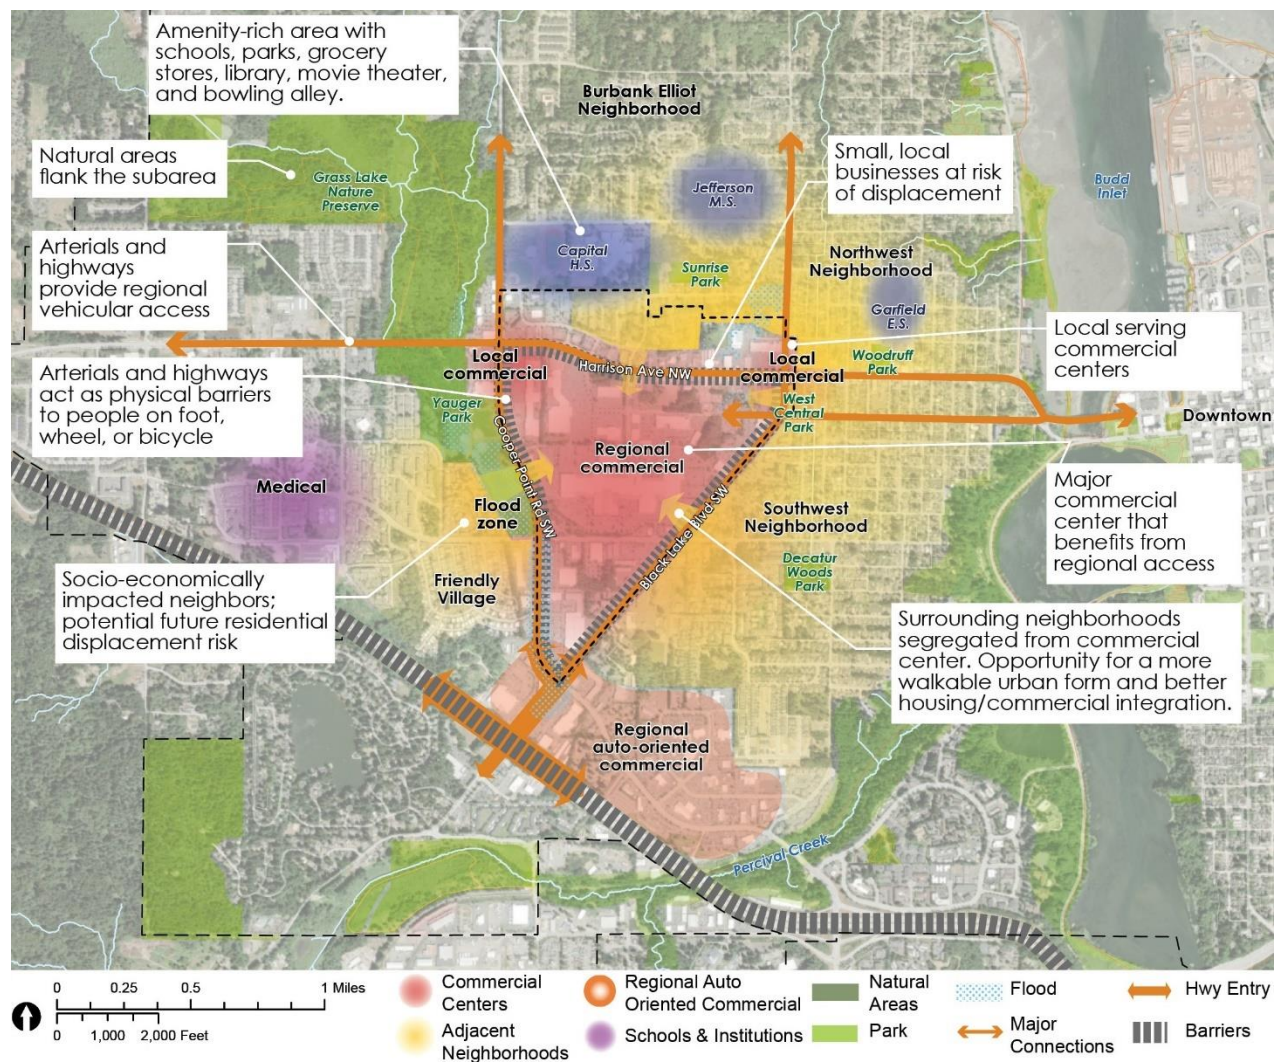 Amenity-rich area with
schools, parks, grocery
stores, library, movie theater,
and bowling alley.
Burbank Elliot
Neighborhood
Natural areas
flank the subarea
Grass Lake
Nature
Preserve
Jefferson
M.S.
Small, local
businesses at risk
of displacement
Budd
Inlet
Arterials and
highways
provide regional
vehicular access
Capital
H.S.
Sunrise
Park
Northwest
Neighborhood
Garfield
E.S.
Local serving
commercial
centers
Arterials and highways
act as physical barriers
to people on foot,
wheel, or bicycle
Local
commercial
Harrison Ave NW
Local
commercial
Woodruff
Park
Yauger
Park
West
Central
Park
Downtown
Cooper Point Rd SW
Regional
commercial
Medical
Flood
zone
Black Lake Blvd SW
Southwest
Neighborhood
Major
commercial
center that
benefits from
regional access
Decatur
Woods
Park
Socio-economically
impacted neighbors;
potential future residential
displacement risk
Friendly
Village
Surrounding neighborhoods
segregated from commercial
center. Opportunity for a more
walkable urban form and better
housing/commercial integration.
Regional
auto-oriented
commercial
Percival Creek
0 0.25 0.5 1 Miles
0 1,000 2,000 Feet
Commercial
Centers
Adjacent
Neighborhoods
Regional Auto
Oriented Commercial
Schools & Institutions
Natural
Areas
Park
Flood
Major
Connections
Hwy Entry
Barriers